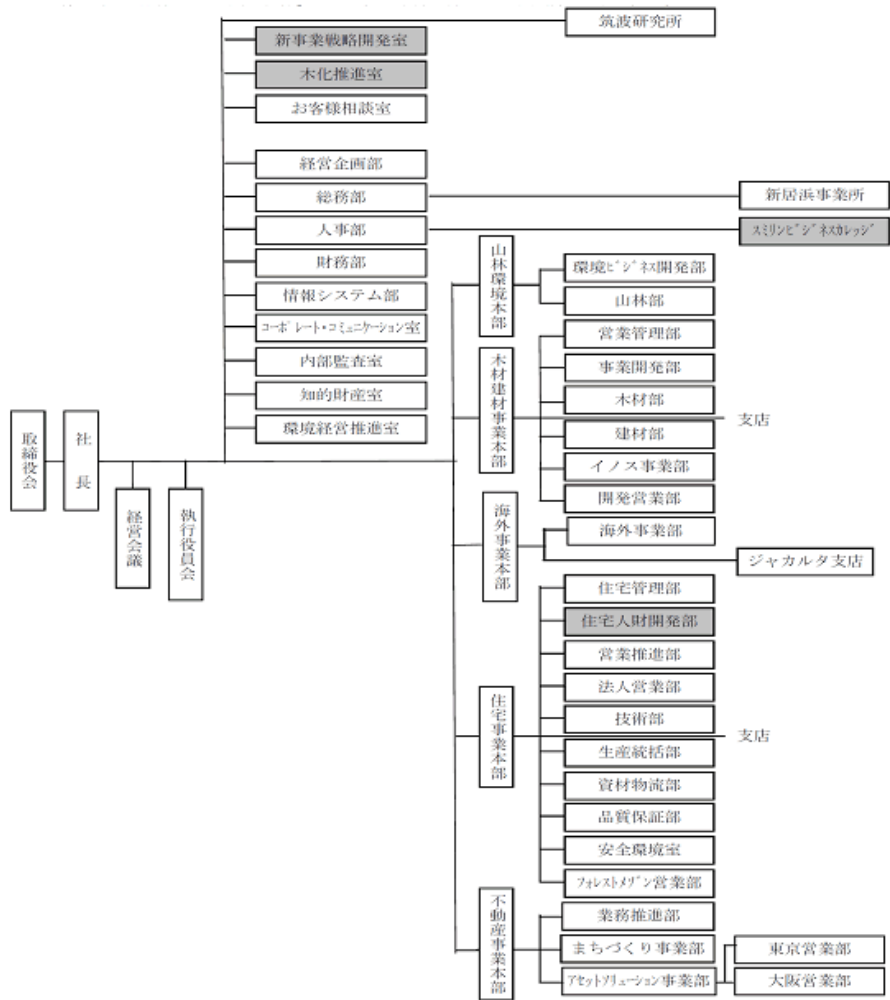 筑波研究所
新事業戦略開発室
木化推進室
お客様相談室
経営企画部
総務部
新居浜事業所
人事部
スミリンビジネスカレッジ
財務部
情報システム部
コーポレート・コミュニケーション室
内部監査室
知的財産室
環境経営推進室
取締役会
社長
経営会議
執行役員会
山林環境本部
環境ビジネス開発部
山林部
木材建材事業本部
営業管理部
事業開発部
木材部
支店
建材部
イノス事業部
開発営業部
海外事業本部
海外事業部
ジャカルタ支店
住宅事業本部
住宅管理部
住宅人財開発部
営業推進部
法人営業部
技術部
支店
生産統括部
資材物流部
品質保証部
安全環境室
フォレストメゾン営業部
不動産事業本部
業務推進部
まちづくり事業部
東京営業部
アセットソリューション事業部
大阪営業部